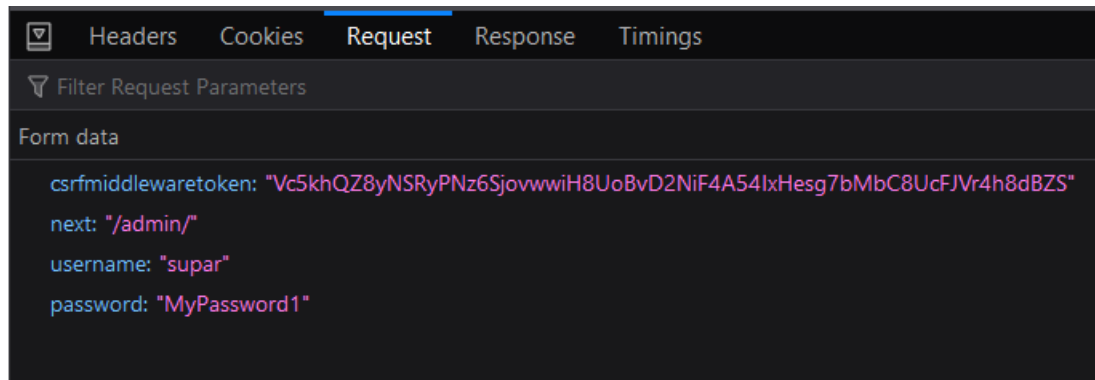 Headers Cookies Request Response Timings
Filter Request Parameters
Form data
csrfmiddlewaretoken: "Vc5khQZ8yNSRyPNz6SjovwwiH8UoBvD2NiF4A54IxHesg7bMbC8UcFJVr4h8dBZS"
next: "/admin/"
username: "supar"
password: "MyPassword1"